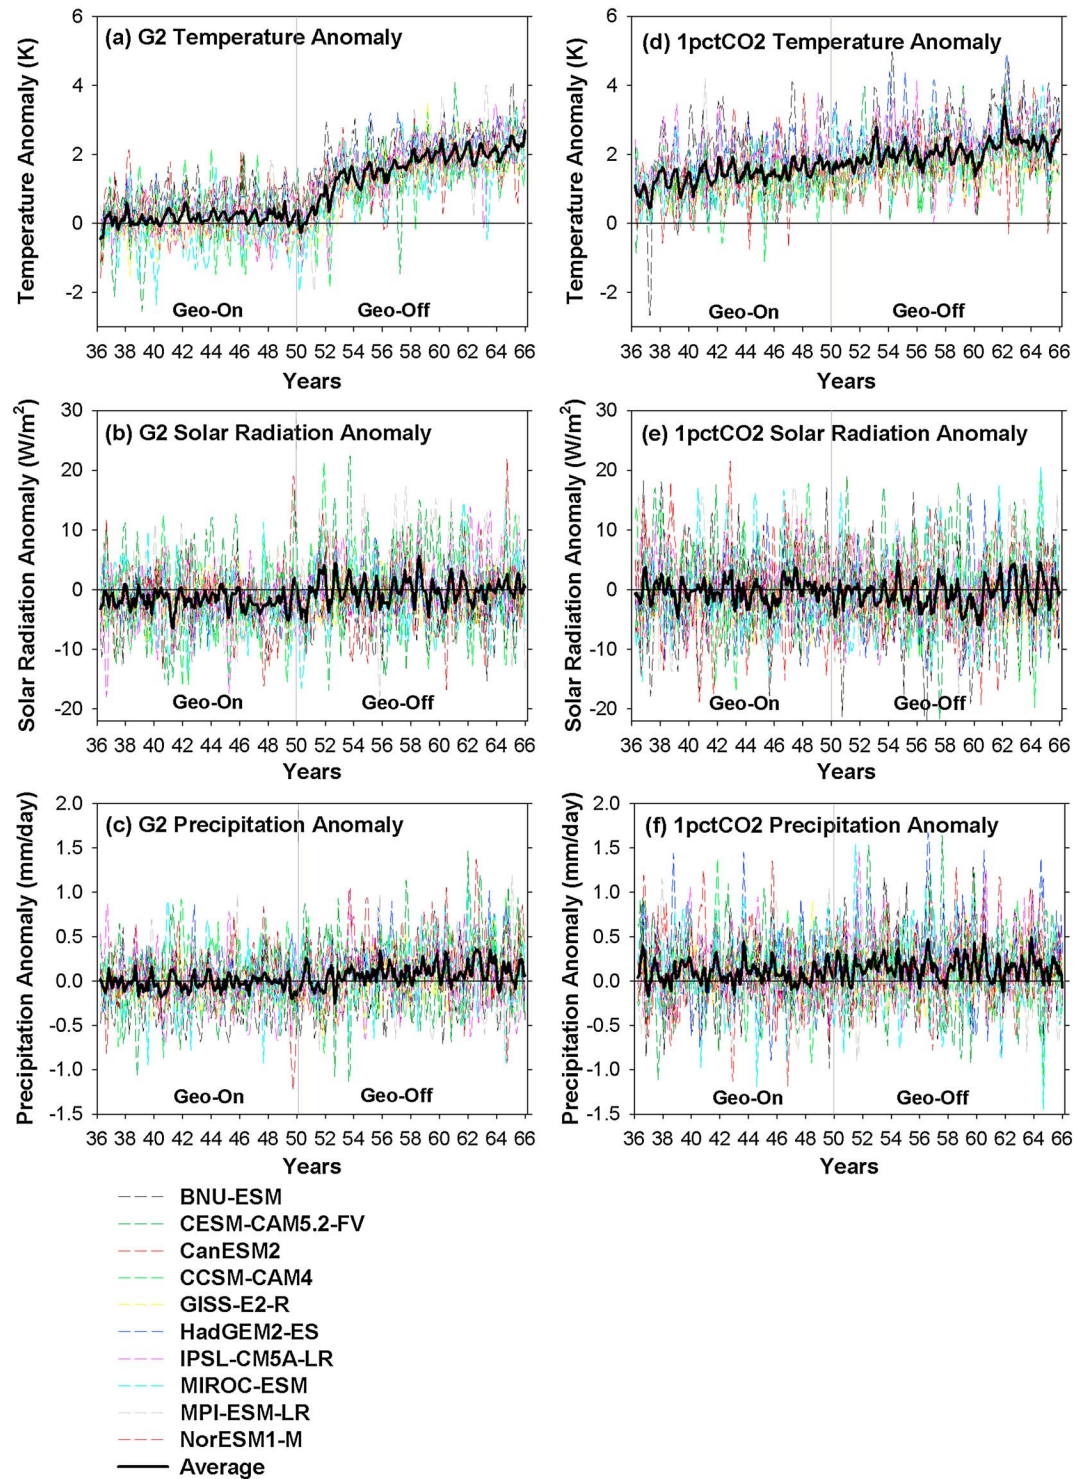 (a) G2 Temperature Anomaly
Temperature Anomaly (K)
6
4
2
0
-2
Geo-On Geo-Off
36 38 40 42 44 46 48 50 52 54 56 58 60 62 64 66
Years
(d) 1pctCO2 Temperature Anomaly
Temperature Anomaly (K)
6
4
2
0
-2
Geo-On Geo-Off
36 38 40 42 44 46 48 50 52 54 56 58 60 62 64 66
Years
(b) G2 Solar Radiation Anomaly
Solar Radiation Anomaly (W/m²)
30
20
10
0
-10
-20
Geo-On Geo-Off
36 38 40 42 44 46 48 50 52 54 56 58 60 62 64 66
Years
(e) 1pctCO2 Solar Radiation Anomaly
Solar Radiation Anomaly (W/m²)
30
20
10
0
-10
-20
Geo-On Geo-Off
36 38 40 42 44 46 48 50 52 54 56 58 60 62 64 66
Years
(c) G2 Precipitation Anomaly
Precipitation Anomaly (mm/day)
2.0
1.5
1.0
0.5
0.0
-0.5
-1.0
-1.5
Geo-On Geo-Off
36 38 40 42 44 46 48 50 52 54 56 58 60 62 64 66
Years
(f) 1pctCO2 Precipitation Anomaly
Precipitation Anomaly (mm/day)
2.0
1.5
1.0
0.5
0.0
-0.5
-1.0
-1.5
Geo-On Geo-Off
36 38 40 42 44 46 48 50 52 54 56 58 60 62 64 66
Years
BNU-ESM
CESM-CAM5.2-FV
CanESM2
CCSM-CAM4
GISS-E2-R
HadGEM2-ES
IPSL-CM5A-LR
MIROC-ESM
MPI-ESM-LR
NorESM1-M
Average